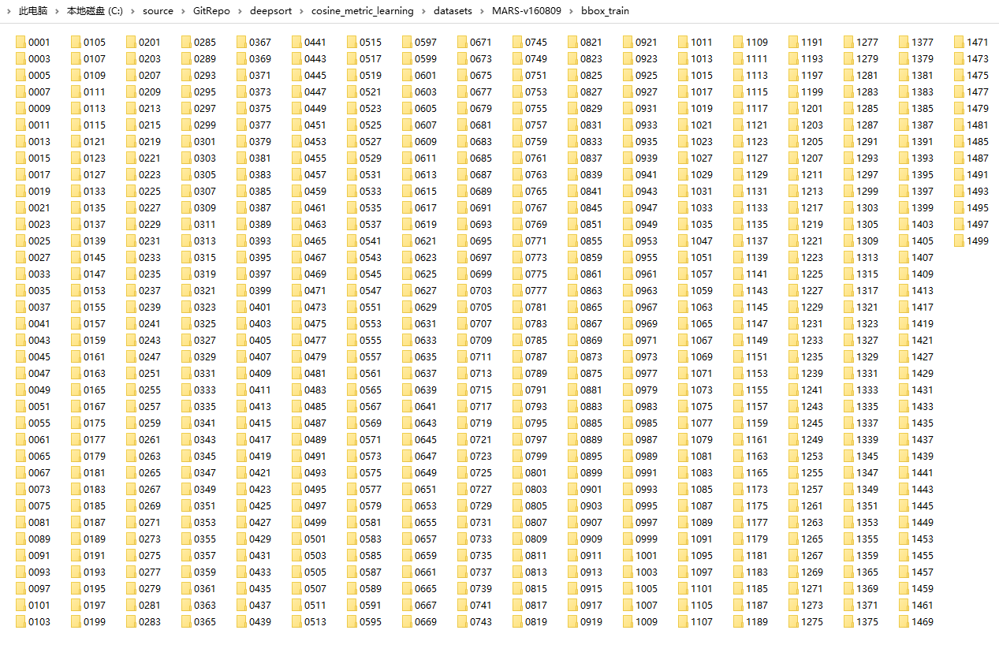 此电脑 › 本地磁盘 (C:) › source › GitRepo › deepsort › cosine_metric_learning › datasets › MARS-v160809 › bbox_train
0001 0105 0201 0285 0367 0441 0515 0597 0671 0745 0821 0921 1011 1109 1191 1277 1377 1471
0003 0107 0203 0289 0369 0443 0517 0599 0673 0749 0823 0923 1013 1111 1193 1279 1379 1473
0005 0109 0207 0293 0371 0445 0519 0601 0675 0751 0825 0925 1015 1113 1197 1281 1381 1475
0007 0111 0209 0295 0373 0447 0521 0603 0677 0753 0827 0927 1017 1115 1199 1283 1383 1477
0009 0113 0213 0297 0375 0449 0523 0605 0679 0755 0829 0931 1019 1117 1201 1285 1385 1479
0011 0115 0215 0299 0377 0451 0525 0607 0681 0757 0831 0933 1021 1121 1203 1287 1387 1481
0013 0121 0219 0301 0379 0453 0527 0609 0683 0759 0833 0935 1023 1123 1205 1291 1391 1485
0015 0123 0221 0303 0381 0455 0529 0611 0685 0761 0837 0939 1027 1127 1207 1293 1393 1487
0017 0127 0223 0305 0383 0457 0531 0613 0687 0763 0839 0941 1029 1129 1211 1297 1395 1491
0019 0133 0225 0307 0385 0459 0533 0615 0689 0765 0841 0943 1031 1131 1213 1299 1397 1493
0021 0135 0227 0309 0387 0461 0535 0617 0691 0767 0845 0947 1033 1133 1217 1303 1399 1495
0023 0137 0229 0311 0389 0463 0537 0619 0693 0769 0851 0949 1035 1135 1219 1305 1403 1497
0025 0139 0231 0313 0393 0465 0541 0621 0695 0771 0855 0953 1047 1137 1221 1309 1405 1499
0027 0145 0233 0315 0395 0467 0543 0623 0697 0773 0859 0955 1051 1139 1223 1313 1407
0033 0147 0235 0319 0397 0469 0545 0625 0699 0775 0861 0961 1057 1141 1225 1315 1409
0035 0153 0237 0321 0399 0471 0547 0627 0703 0777 0863 0963 1059 1143 1227 1317 1413
0037 0155 0239 0323 0401 0473 0551 0629 0705 0781 0865 0967 1063 1145 1229 1321 1417
0041 0157 0241 0325 0403 0475 0553 0631 0707 0783 0867 0969 1065 1147 1231 1323 1419
0043 0159 0243 0327 0405 0477 0555 0633 0709 0785 0869 0971 1067 1149 1233 1327 1421
0045 0161 0247 0329 0407 0479 0557 0635 0711 0787 0873 0973 1069 1151 1235 1329 1427
0047 0163 0251 0331 0409 0481 0561 0637 0713 0789 0875 0977 1071 1153 1239 1331 1429
0049 0165 0255 0333 0411 0483 0565 0639 0715 0791 0881 0979 1073 1155 1241 1333 1431
0051 0167 0257 0335 0413 0485 0567 0641 0717 0793 0883 0983 1075 1157 1243 1335 1433
0055 0175 0259 0341 0415 0487 0569 0643 0719 0795 0885 0985 1077 1159 1245 1337 1435
0061 0177 0261 0343 0417 0489 0571 0645 0721 0797 0889 0987 1079 1161 1249 1339 1437
0065 0179 0263 0345 0419 0491 0573 0647 0723 0799 0895 0989 1081 1163 1253 1345 1439
0067 0181 0265 0347 0421 0493 0575 0649 0725 0801 0899 0991 1083 1165 1255 1347 1441
0073 0183 0267 0349 0423 0495 0577 0651 0727 0803 0901 0993 1085 1173 1257 1349 1443
0075 0185 0269 0351 0425 0497 0579 0653 0729 0805 0903 0995 1087 1175 1261 1351 1445
0081 0187 0271 0353 0427 0499 0581 0655 0731 0807 0905 0997 1089 1177 1263 1353 1449
0089 0189 0273 0355 0429 0501 0583 0657 0733 0809 0909 0999 1091 1179 1265 1355 1453
0091 0191 0275 0357 0431 0503 0585 0659 0735 0811 0911 1001 1095 1181 1267 1359 1455
0093 0193 0277 0359 0433 0505 0587 0661 0737 0813 0913 1003 1097 1183 1269 1365 1457
0097 0195 0279 0361 0435 0507 0589 0665 0739 0815 0915 1005 1101 1185 1271 1369 1459
0101 0197 0281 0363 0437 0511 0591 0667 0741 0817 0917 1007 1105 1187 1273 1371 1461
0103 0199 0283 0365 0439 0513 0595 0669 0743 0819 0919 1009 1107 1189 1275 1375 1469